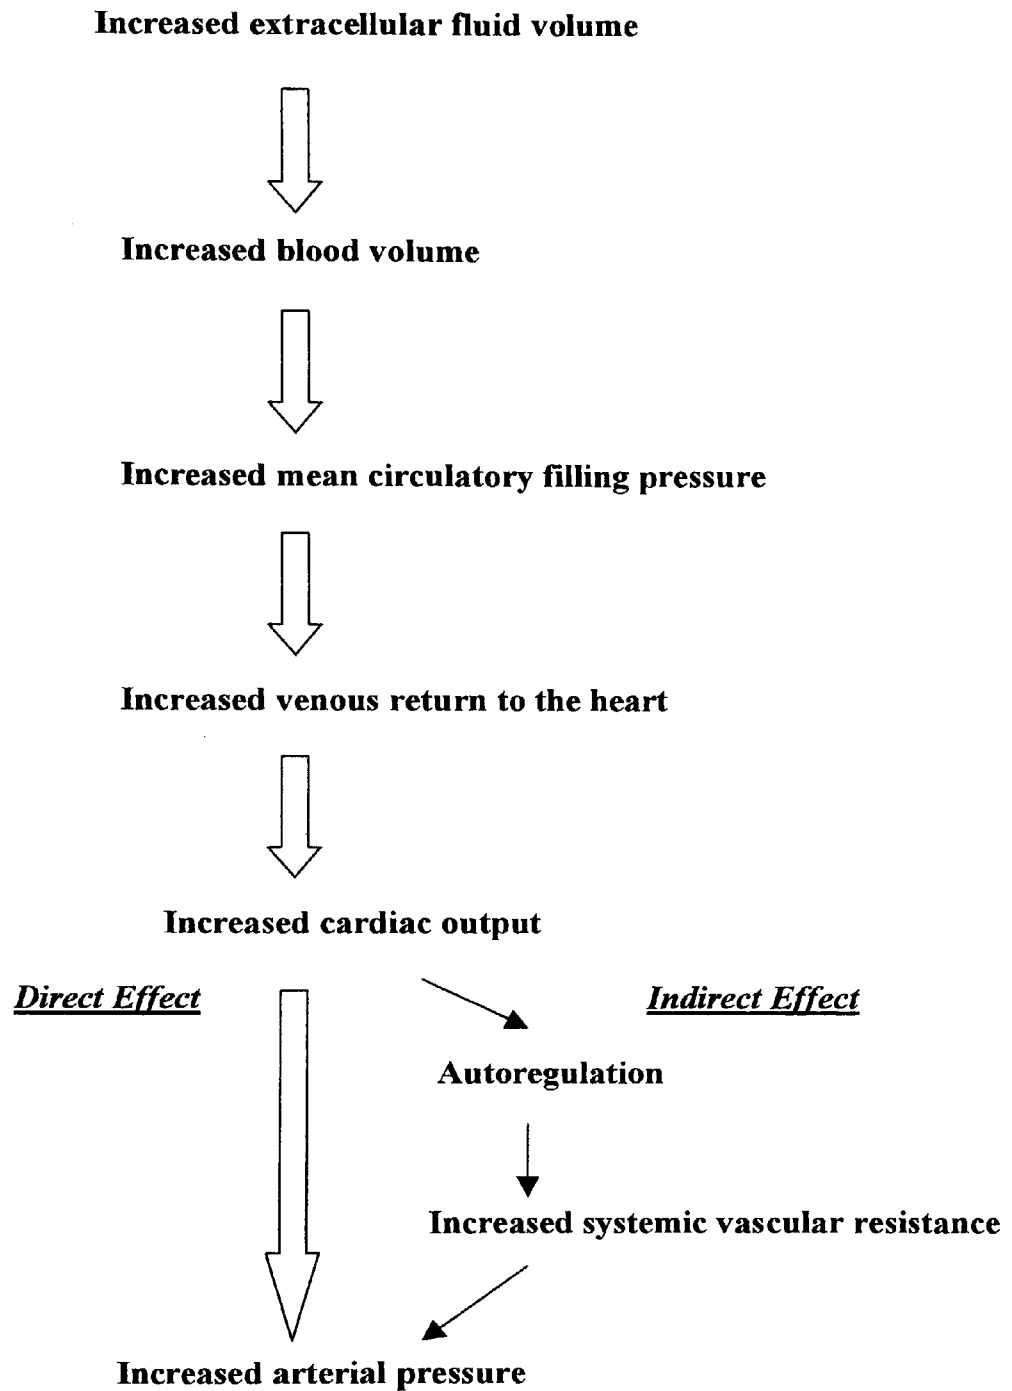 Increased extracellular fluid volume
Increased blood volume
Increased mean circulatory filling pressure
Increased venous return to the heart
Increased cardiac output
Direct Effect
Indirect Effect
Autoregulation
Increased systemic vascular resistance
Increased arterial pressure